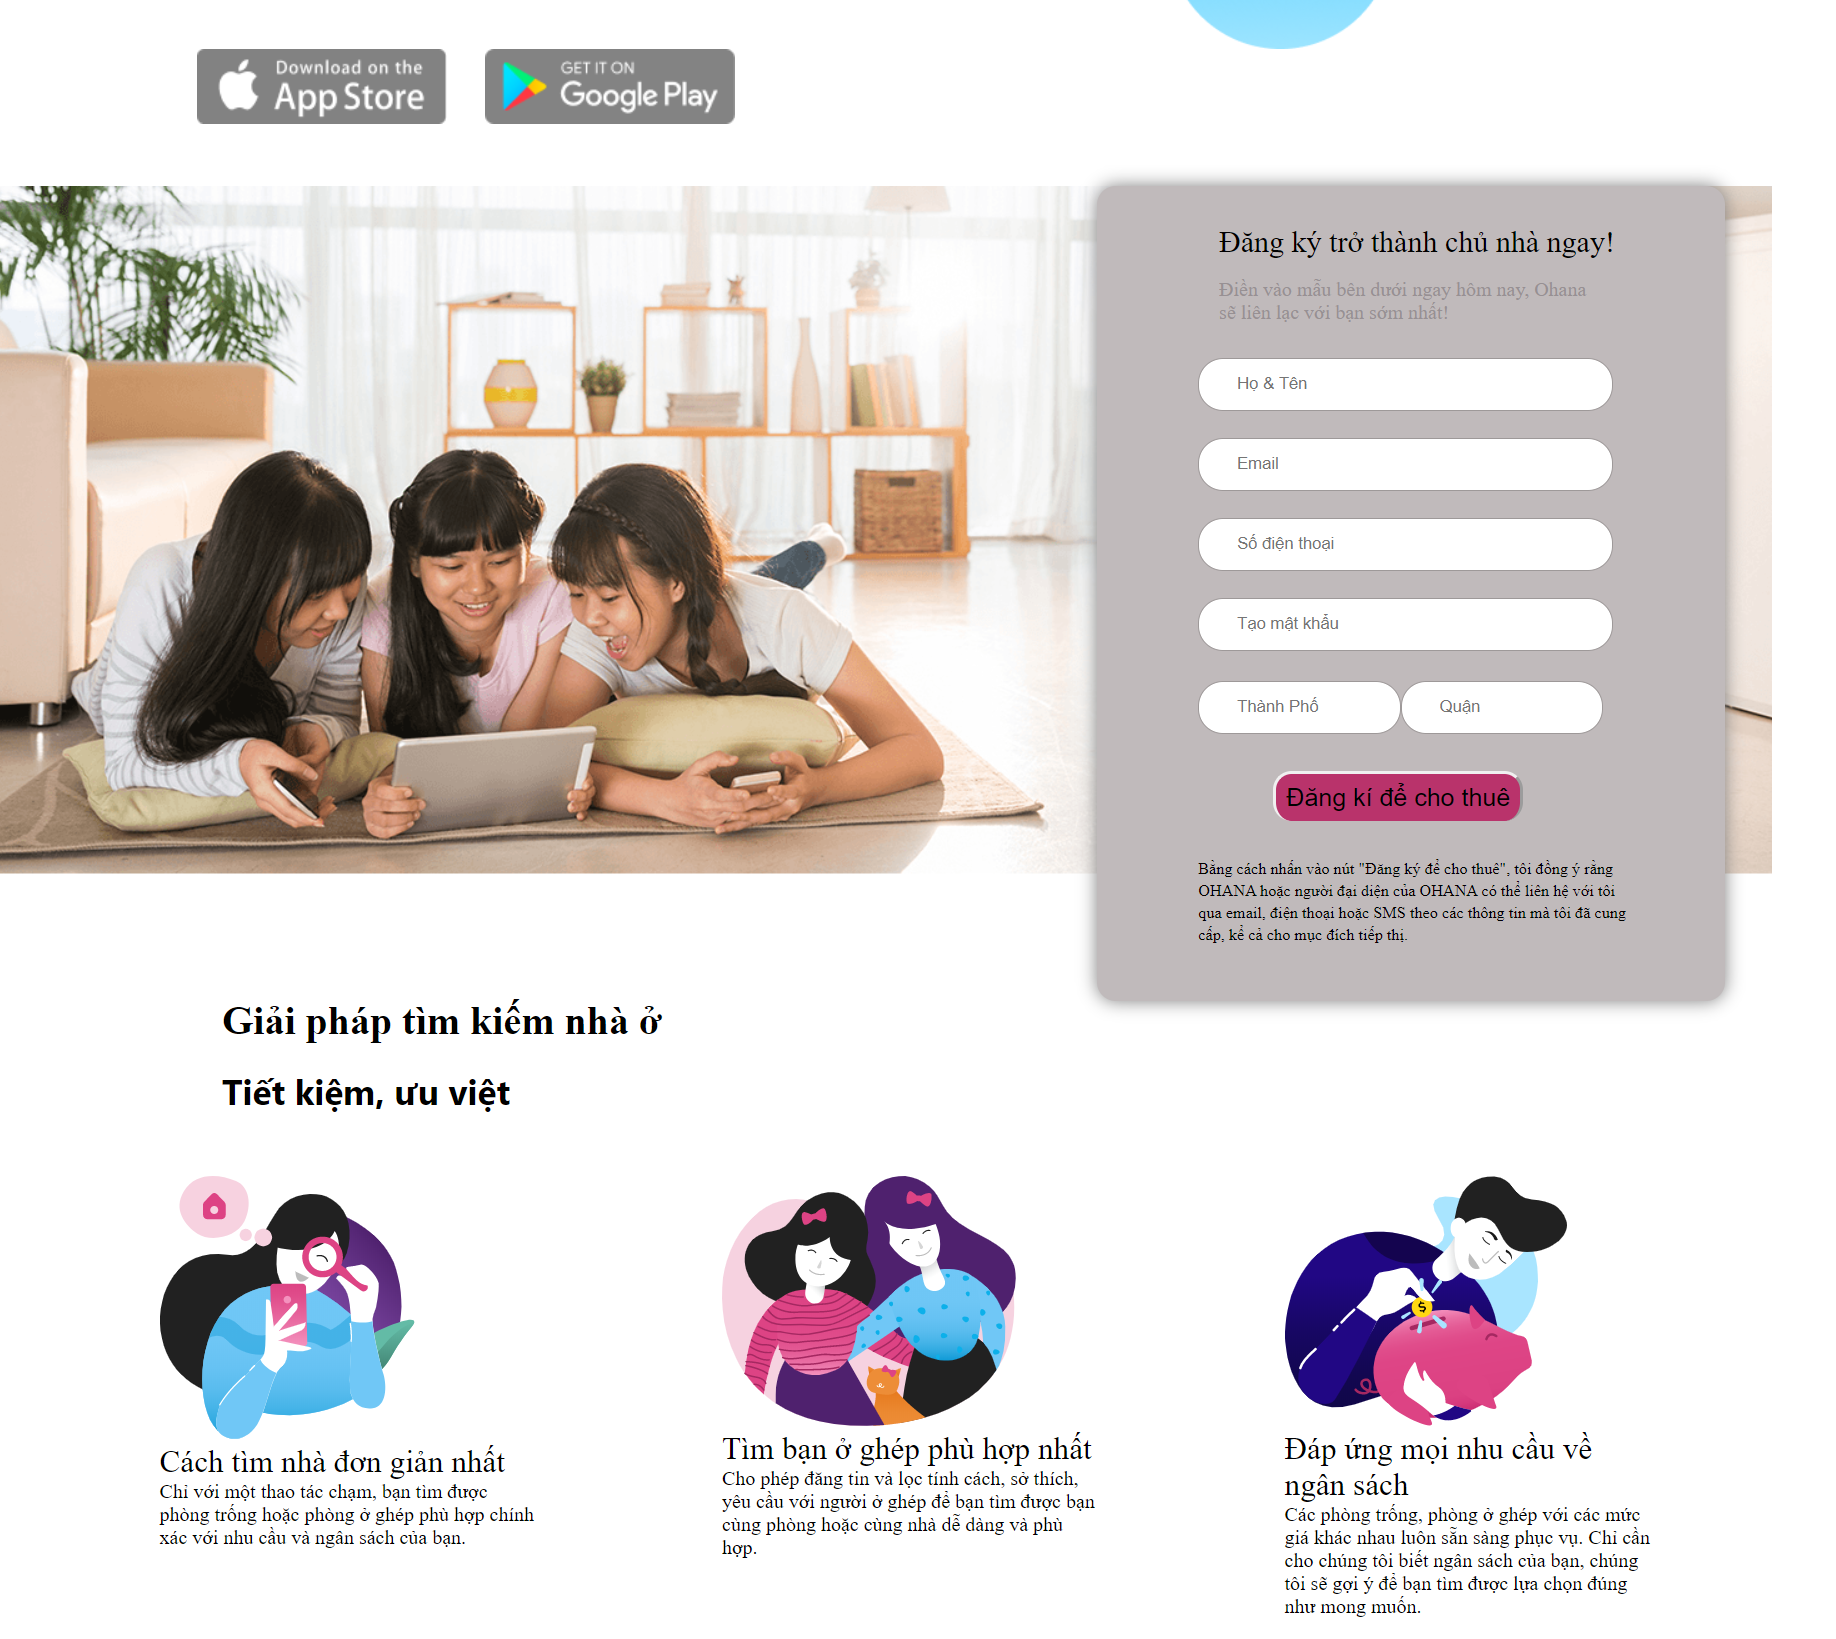 Download on the
App Store
GET IT ON
Google Play
Đăng ký trở thành chủ nhà ngay!
Điền vào mẫu bên dưới ngay hôm nay, Ohana
sẽ liên lạc với bạn sớm nhất!
Họ & Tên
Email
Số điện thoại
Tạo mật khẩu
Thành Phố
Quận
Đăng kí để cho thuê
Bằng cách nhấn vào nút "Đăng ký để cho thuê", tôi đồng ý rằng
OHANA hoặc người đại diện của OHANA có thể liên hệ với tôi
qua email, điện thoại hoặc SMS theo các thông tin mà tôi đã cung
cấp, kể cả cho mục đích tiếp thị.
Giải pháp tìm kiếm nhà ở
Tiết kiệm, ưu việt
Cách tìm nhà đơn giản nhất
Chỉ với một thao tác chạm, bạn tìm được
phòng trống hoặc phòng ở ghép phù hợp chính
xác với nhu cầu và ngân sách của bạn.
Tìm bạn ở ghép phù hợp nhất
Cho phép đăng tin và lọc tính cách, sở thích,
yêu cầu với người ở ghép để bạn tìm được bạn
cùng phòng hoặc cùng nhà dễ dàng và phù
hợp.
Đáp ứng mọi nhu cầu về
ngân sách
Các phòng trống, phòng ở ghép với các mức
giá khác nhau luôn sẵn sàng phục vụ. Chỉ cần
cho chúng tôi biết ngân sách của bạn, chúng
tôi sẽ gợi ý để bạn tìm được lựa chọn đúng
như mong muốn.